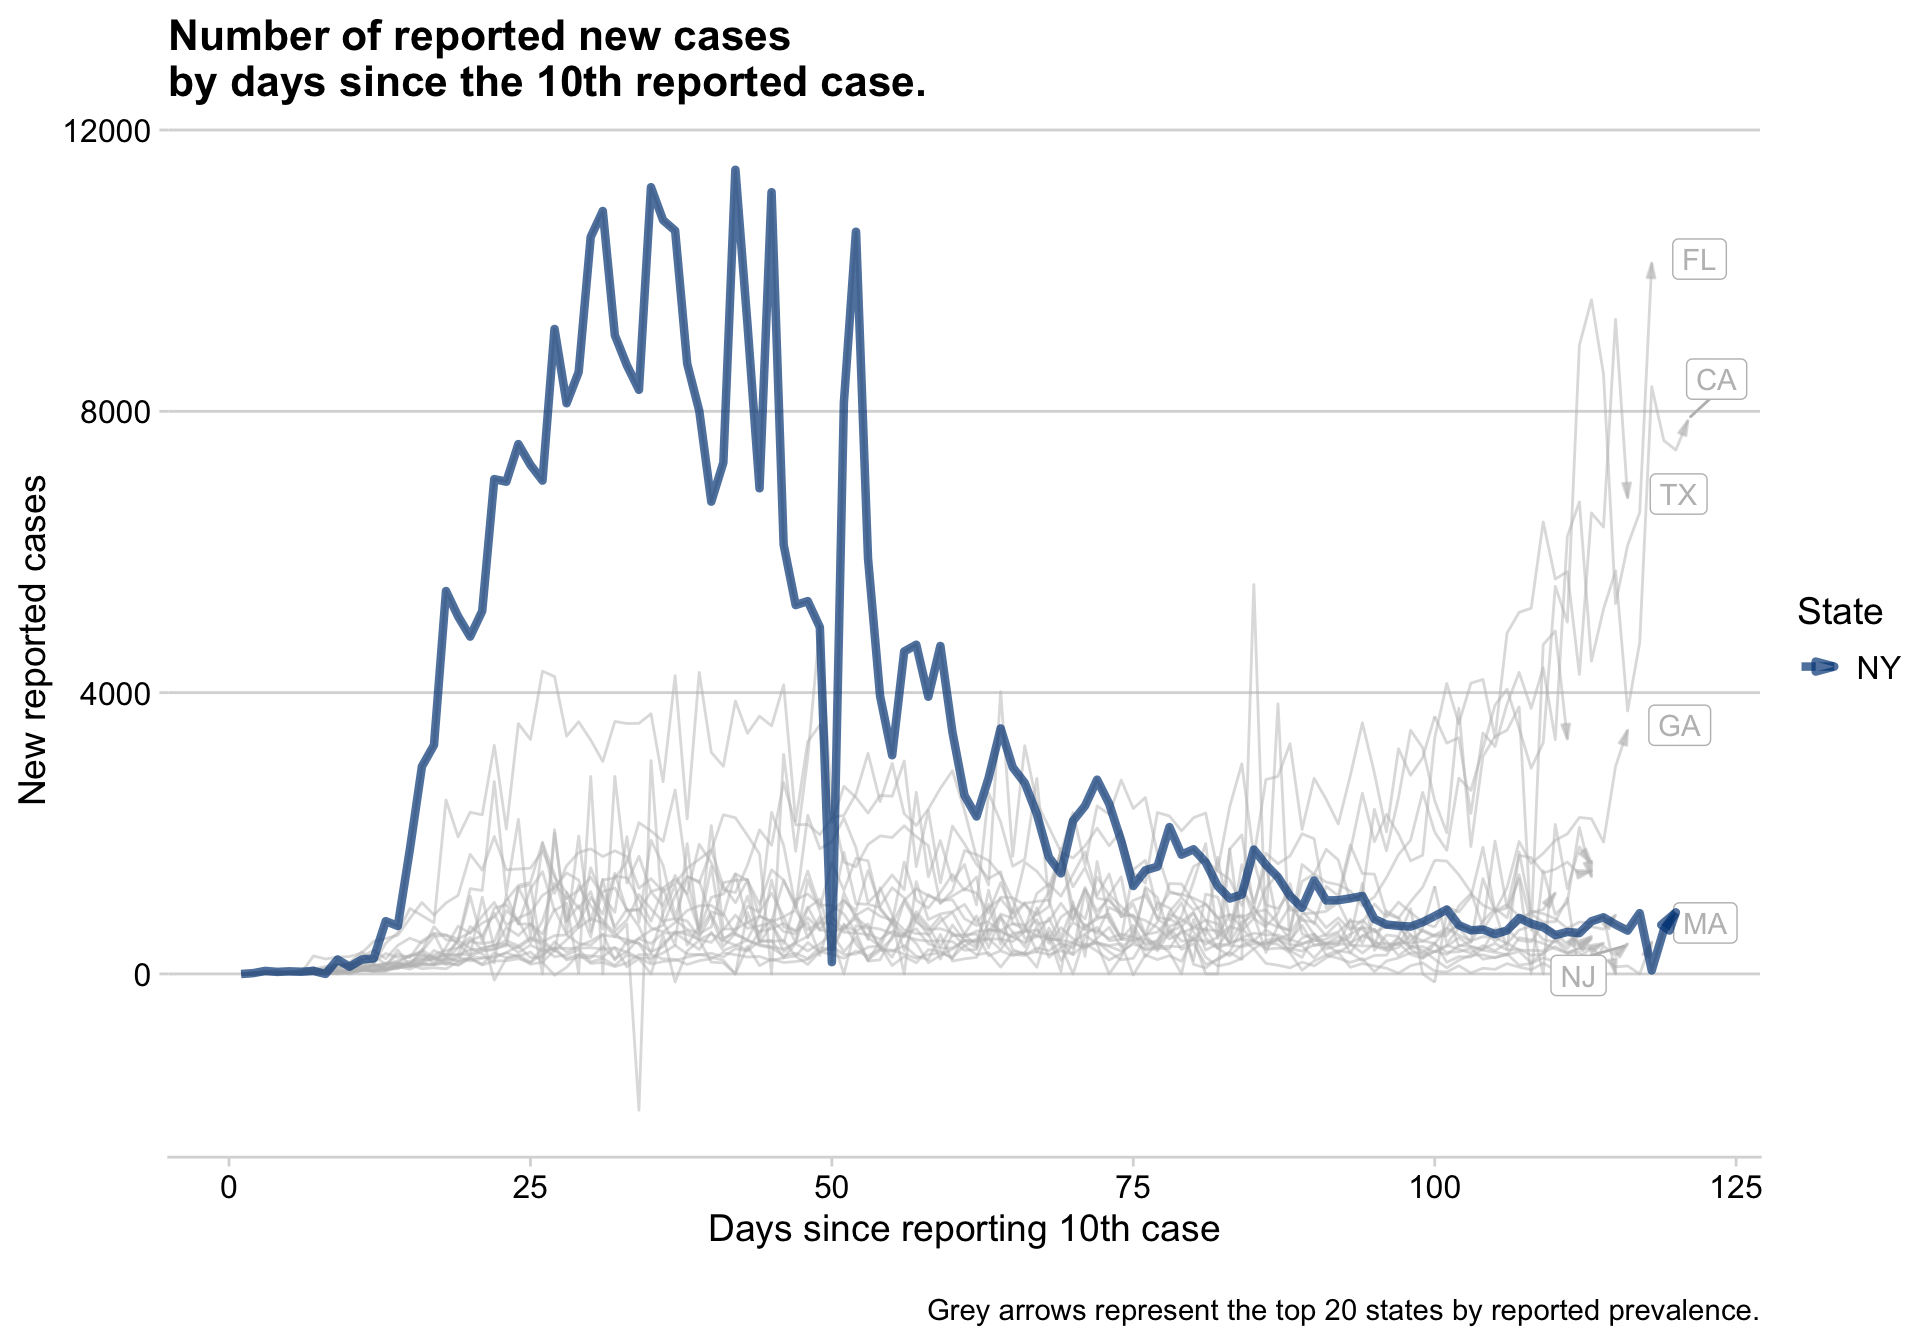 Number of reported new cases
by days since the 10th reported case.
12000
8000
4000
0
New reported cases
FL
CA
TX
GA
MA
NJ
State
NY
0 25 50 75 100 125
Days since reporting 10th case
Grey arrows represent the top 20 states by reported prevalence.